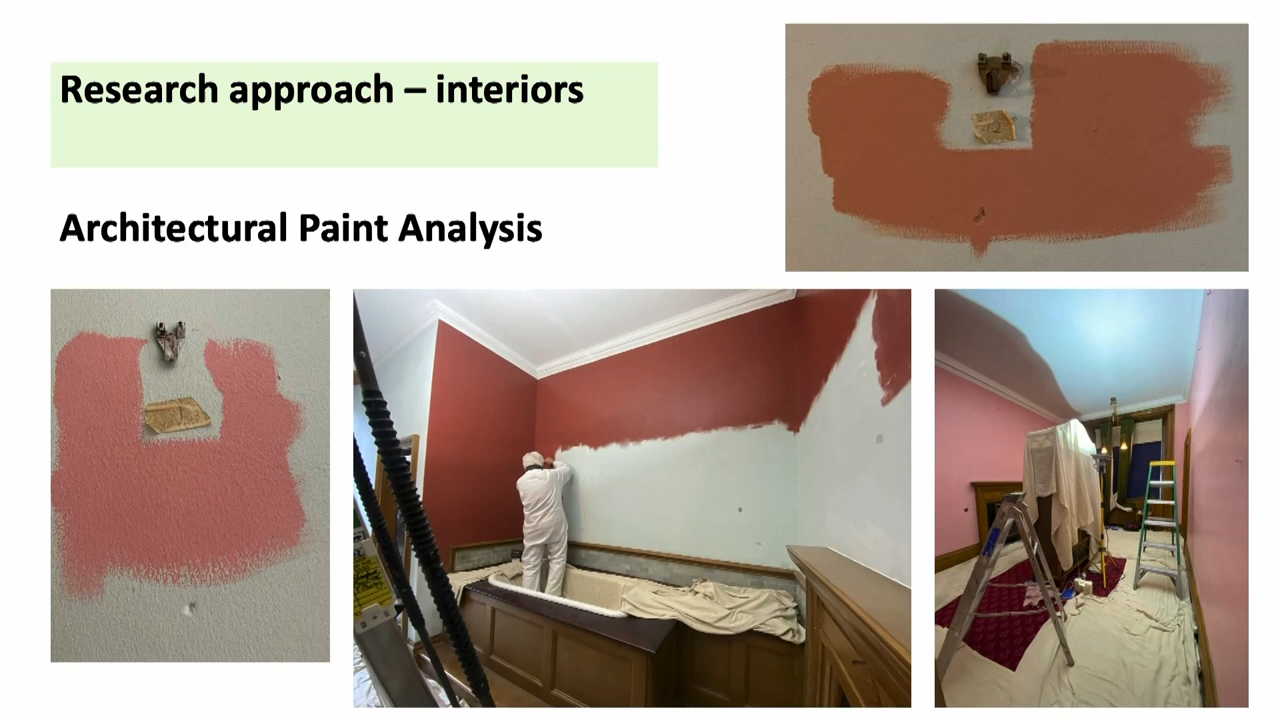 Research approach – interiors
Architectural Paint Analysis